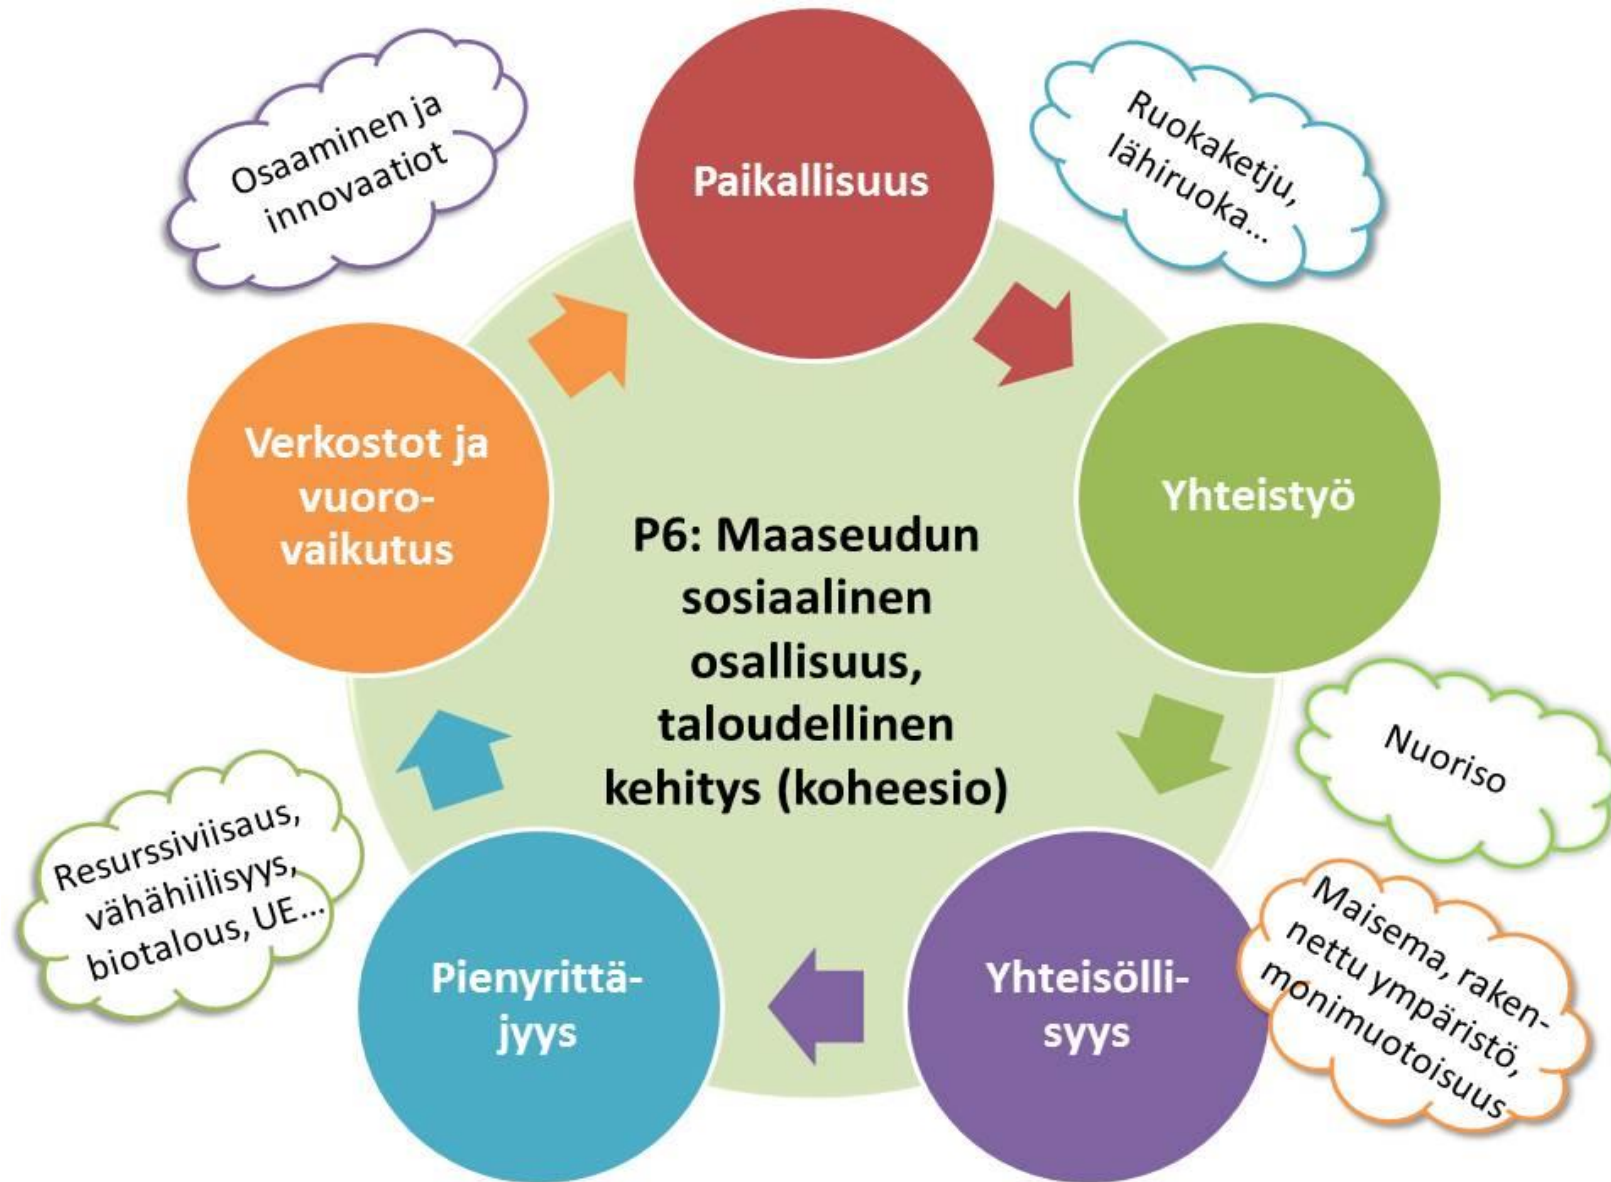 Osaaminen ja
innovaatiot
Paikallisuus
Ruokaketju,
lähiruoka...
Verkostot ja
vuoro-
vaikutus
Yhteistyö
P6: Maaseudun
sosiaalinen
osallisuus,
taloudellinen
kehitys (koheesio)
Nuoriso
Resurssiviisaus,
vähähiilisyys,
biotalous, UE...
Pienyrittä-
jyys
Yhteisölli-
syys
Maisema, raken-
nettu ympäristö,
monimuotoisuus